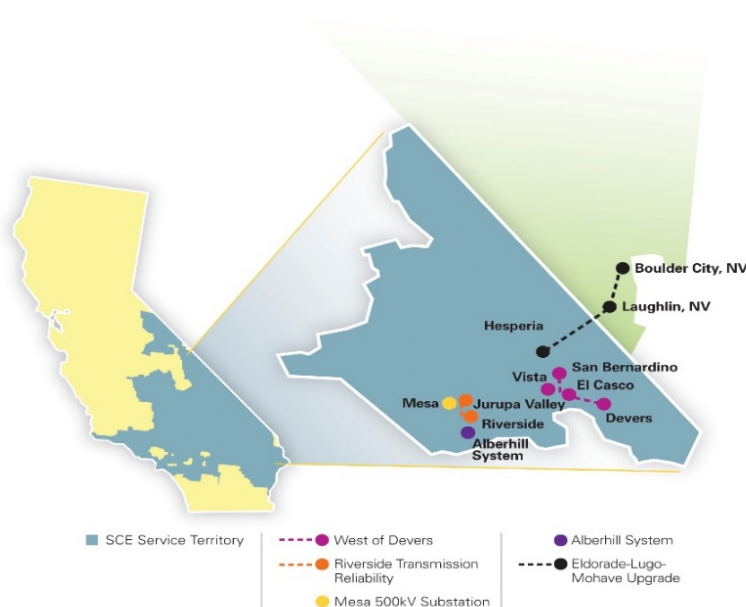 Boulder City, NV
Laughlin, NV
Hesperia
San Bernardino
Vista
El Casco
Mesa
Jurupa Valley
Devers
Riverside
Alberhill
System
SCE Service Territory
West of Devers
Riverside Transmission
Reliability
Mesa 500kV Substation
Alberhill System
Eldorade-Lugo-
Mohave Upgrade